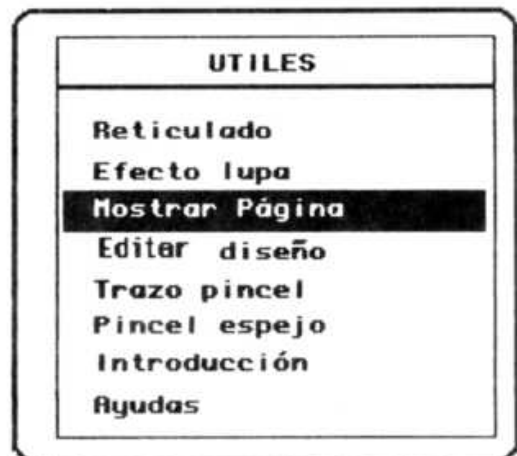 UTILES
Reticulado
Efecto lupa
Mostrar Página
Editar diseño
Trazo pincel
Pincel espejo
Introducción
Ayudas